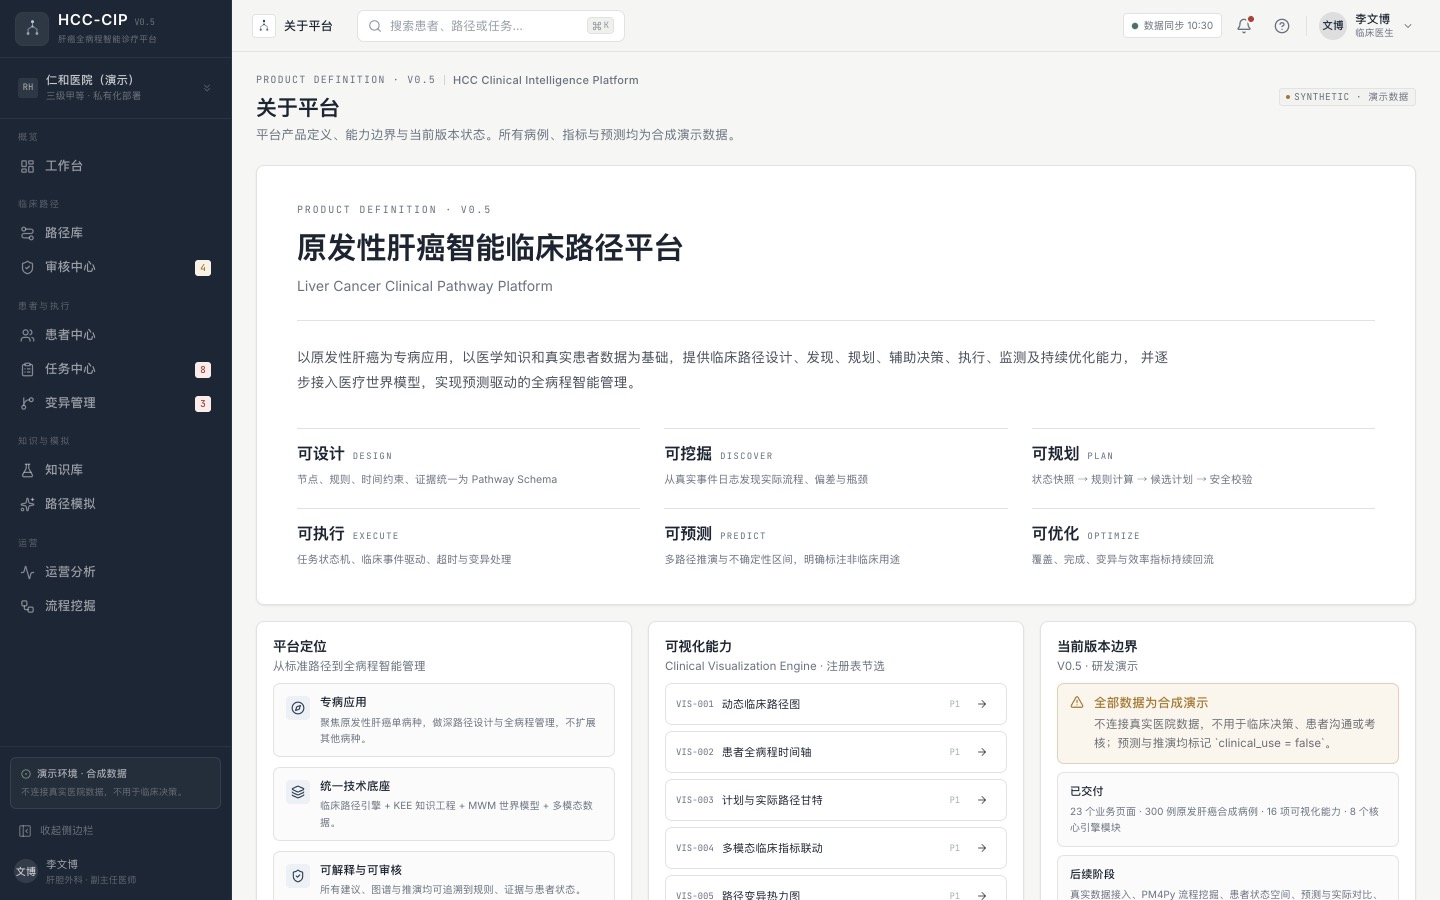 HCC-CIP V0.5
肝癌全病程智能诊疗平台
RH
仁和医院（演示）
三级甲等 · 私有化部署
概览
工作台
临床路径
路径库
审核中心
4
患者与执行
患者中心
任务中心
8
变异管理
3
知识与模拟
知识库
路径模拟
运营
运营分析
流程挖掘
演示环境 · 合成数据
不连接真实医院数据，不用于临床决策。
收起侧边栏
文博
李文博
肝胆外科 · 副主任医师
关于平台
搜索患者、路径或任务...
⌘K
数据同步 10:30
文博
李文博
临床医生
PRODUCT DEFINITION · V0.5 | HCC Clinical Intelligence Platform
关于平台
平台产品定义、能力边界与当前版本状态。所有病例、指标与预测均为合成演示数据。
SYNTHETIC · 演示数据
PRODUCT DEFINITION · V0.5
原发性肝癌智能临床路径平台
Liver Cancer Clinical Pathway Platform
以原发性肝癌为专病应用，以医学知识和真实患者数据为基础，提供临床路径设计、发现、规划、辅助决策、执行、监测及持续优化能力， 并逐
步接入医疗世界模型，实现预测驱动的全病程智能管理。
可设计 DESIGN
节点、规则、时间约束、证据统一为 Pathway Schema
可挖掘 DISCOVER
从真实事件日志发现实际流程、偏差与瓶颈
可规划 PLAN
状态快照 → 规则计算 → 候选计划 → 安全校验
可执行 EXECUTE
任务状态机、临床事件驱动、超时与变异处理
可预测 PREDICT
多路径推演与不确定性区间，明确标注非临床用途
可优化 OPTIMIZE
覆盖、完成、变异与效率指标持续回流
平台定位
从标准路径到全病程智能管理
专病应用
聚焦原发性肝癌单病种，做深路径设计与全病程管理，不扩展
其他病种。
统一技术底座
临床路径引擎 + KEE 知识工程 + MWM 世界模型 + 多模态数
据。
可解释与可审核
所有建议、图谱与推演均可追溯到规则、证据与患者状态。
可视化能力
Clinical Visualization Engine · 注册表节选
VIS-001 动态临床路径图 P1 →
VIS-002 患者全病程时间轴 P1 →
VIS-003 计划与实际路径甘特 P1 →
VIS-004 多模态临床指标联动 P1 →
VIS-005 路径变异热力图 P1 →
当前版本边界
V0.5 · 研发演示
全部数据为合成演示
不连接真实医院数据，不用于临床决策、患者沟通或考
核；预测与推演均标记 `clinical_use = false`。
已交付
23 个业务页面 · 300 例原发肝癌合成病例 · 16 项可视化能力 · 8 个核
心引擎模块
后续阶段
真实数据接入、PM4Py 流程挖掘、患者状态空间、预测与实际对比、